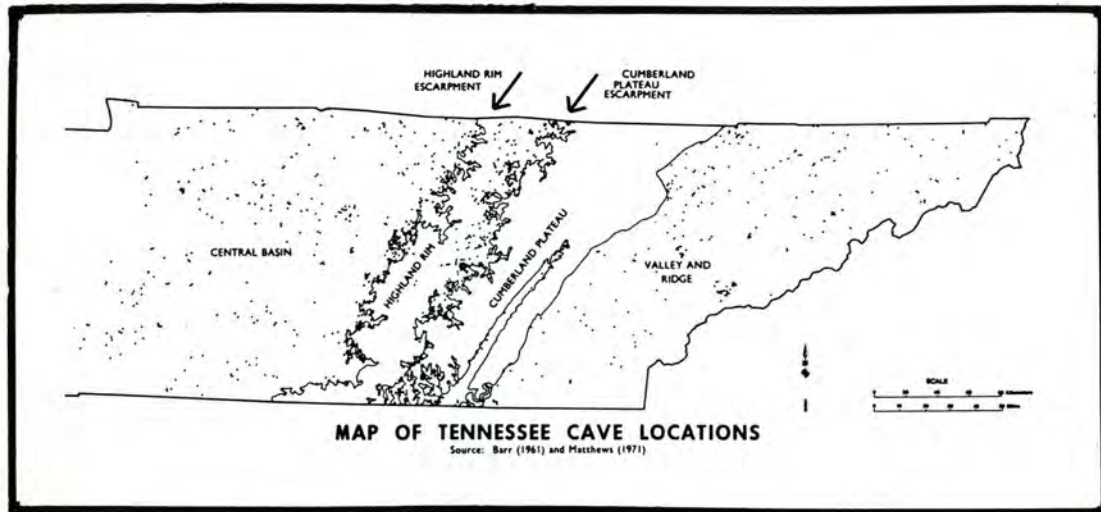 HIGHLAND RIM
ESCARPMENT
CUMBERLAND
PLATEAU
ESCARPMENT
CENTRAL BASIN
HIGHLAND RIM
CUMBERLAND PLATEAU
VALLEY AND
RIDGE
SCALE
MAP OF TENNESSEE CAVE LOCATIONS
Source: Barr (1961) and Matthews (1971)